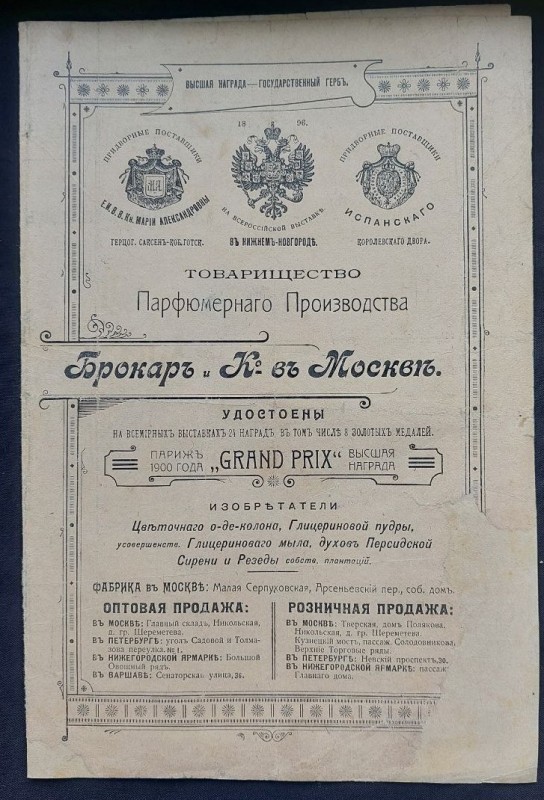 ВЫСШАЯ НАГРАДА—ГОСУДАРСТВЕННЫЙ ГЕРБЪ.
ПРИДВОРНЫЕ ПОСТАВЩИКИ
Е.И.В.В.КН. МАРІИ АЛЕКСАНДРОВНЫ
ГЕРЦОГ. САКСЕН-КОБ.ГОТСК.
18 96.
НА ВСЕРОССІЙСКОЙ ВЫСТАВКѢ
ВЪ НИЖНЕМЪ-НОВГОРОДѢ.
ПРИДВОРНЫЕ ПОСТАВЩИКИ
ИСПАНСКАГО
КОРОЛЕВСКАГО ДВОРА.
ТОВАРИЩЕСТВО
Парфюмернаго Производства
Брокаръ и Ко въ Москвѣ.
УДОСТОЕНЫ
НА ВСЕМІРНЫХЪ ВЫСТАВКАХЪ 24 НАГРАДЪ, ВЪ ТОМЪ ЧИСЛѢ 8 ЗОЛОТЫХЪ МЕДАЛЕЙ.
ПАРИЖЪ 1900 ГОДА „GRAND PRIX“ ВЫСШАЯ НАГРАДА
ИЗОБРѢТАТЕЛИ
Цвѣточнаго о-де-колона, Глицериновой пудры,
усовершенств. Глицериноваго мыла, духовъ Персидской
Сирени и Резеды собств. плантацій.
ФАБРИКА ВЪ МОСКВѢ: Малая Серпуховская, Арсеньевскій пер., соб. домъ.
ОПТОВАЯ ПРОДАЖА:
ВЪ МОСКВѢ: Главный складъ, Никольская,
д. гр. Шереметева.
ВЪ ПЕТЕРБУРГѢ: уголъ Садовой и Толма-
зова переулка. № 1.
ВЪ НИЖЕГОРОДСКОЙ ЯРМАРКѢ: Большой
Овощный рядъ.
ВЪ ВАРШАВѢ: Сенаторская улица, 36.
РОЗНИЧНАЯ ПРОДАЖА:
ВЪ МОСКВѢ: Тверская, домъ Полякова,
Никольская, д. гр. Шереметева.
Кузнецкій мостъ, пассаж. Солодовникова,
Верхніе Торговые ряды.
ВЪ ПЕТЕРБУРГѢ: Невскій проспектъ, 30.
ВЪ НИЖЕГОРОДСКОЙ ЯРМАРКѢ: пассажъ
Главнаго дома.